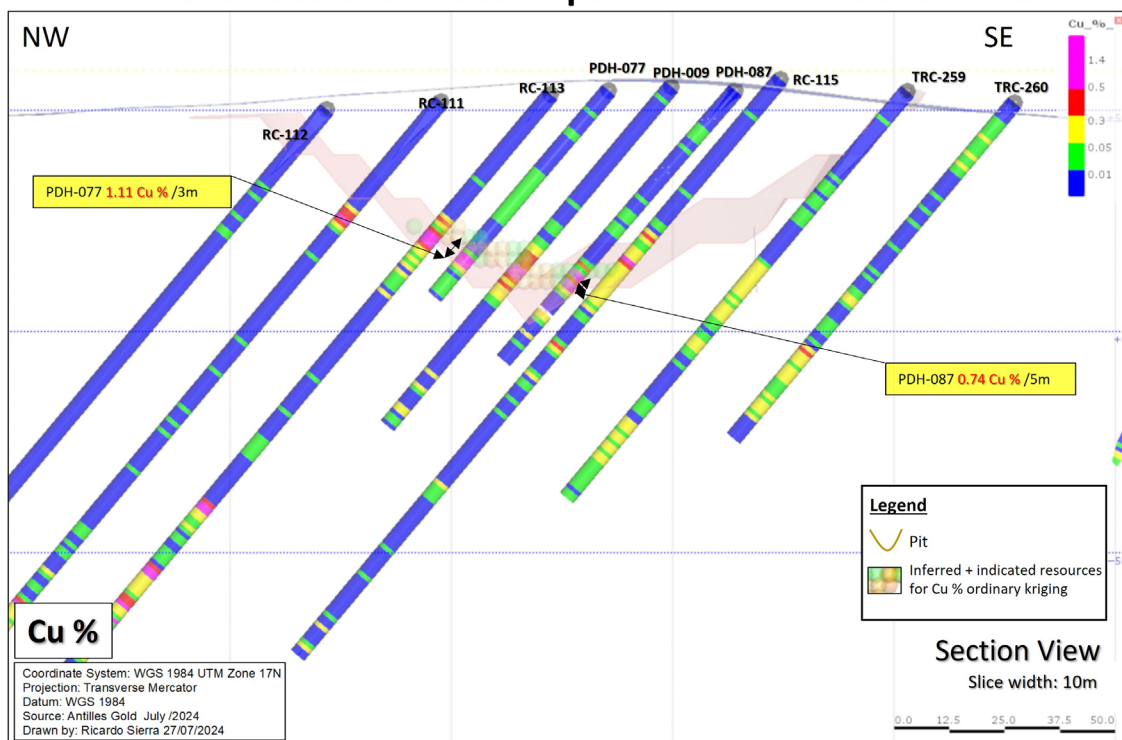 NW
SE
Cu_%_
1.4
0.5
0.3
0.05
0.01
PDH-077
PDH-009
PDH-087
RC-113
RC-115
RC-111
TRC-259
TRC-260
RC-112
PDH-077 1.11 Cu % /3m
PDH-087 0.74 Cu % /5m
Legend
Pit
Inferred + indicated resources
for Cu % ordinary kriging
Cu %
Section View
Slice width: 10m
Coordinate System: WGS 1984 UTM Zone 17N
Projection: Transverse Mercator
Datum: WGS 1984
Source: Antilles Gold July /2024
Drawn by: Ricardo Sierra 27/07/2024
0.0 12.5 25.0 37.5 50.0